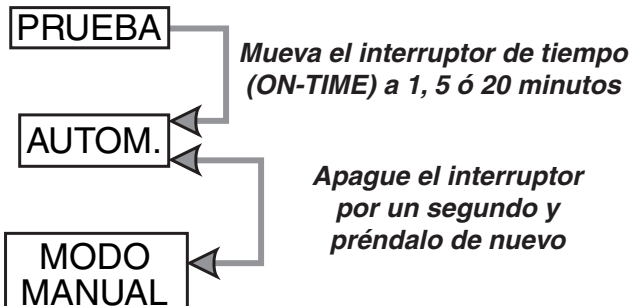 PRUEBA
Mueva el interruptor de tiempo
(ON-TIME) a 1, 5 ó 20 minutos
AUTOM.
Apague el interruptor
por un segundo y
préndalo de nuevo
MODO
MANUAL